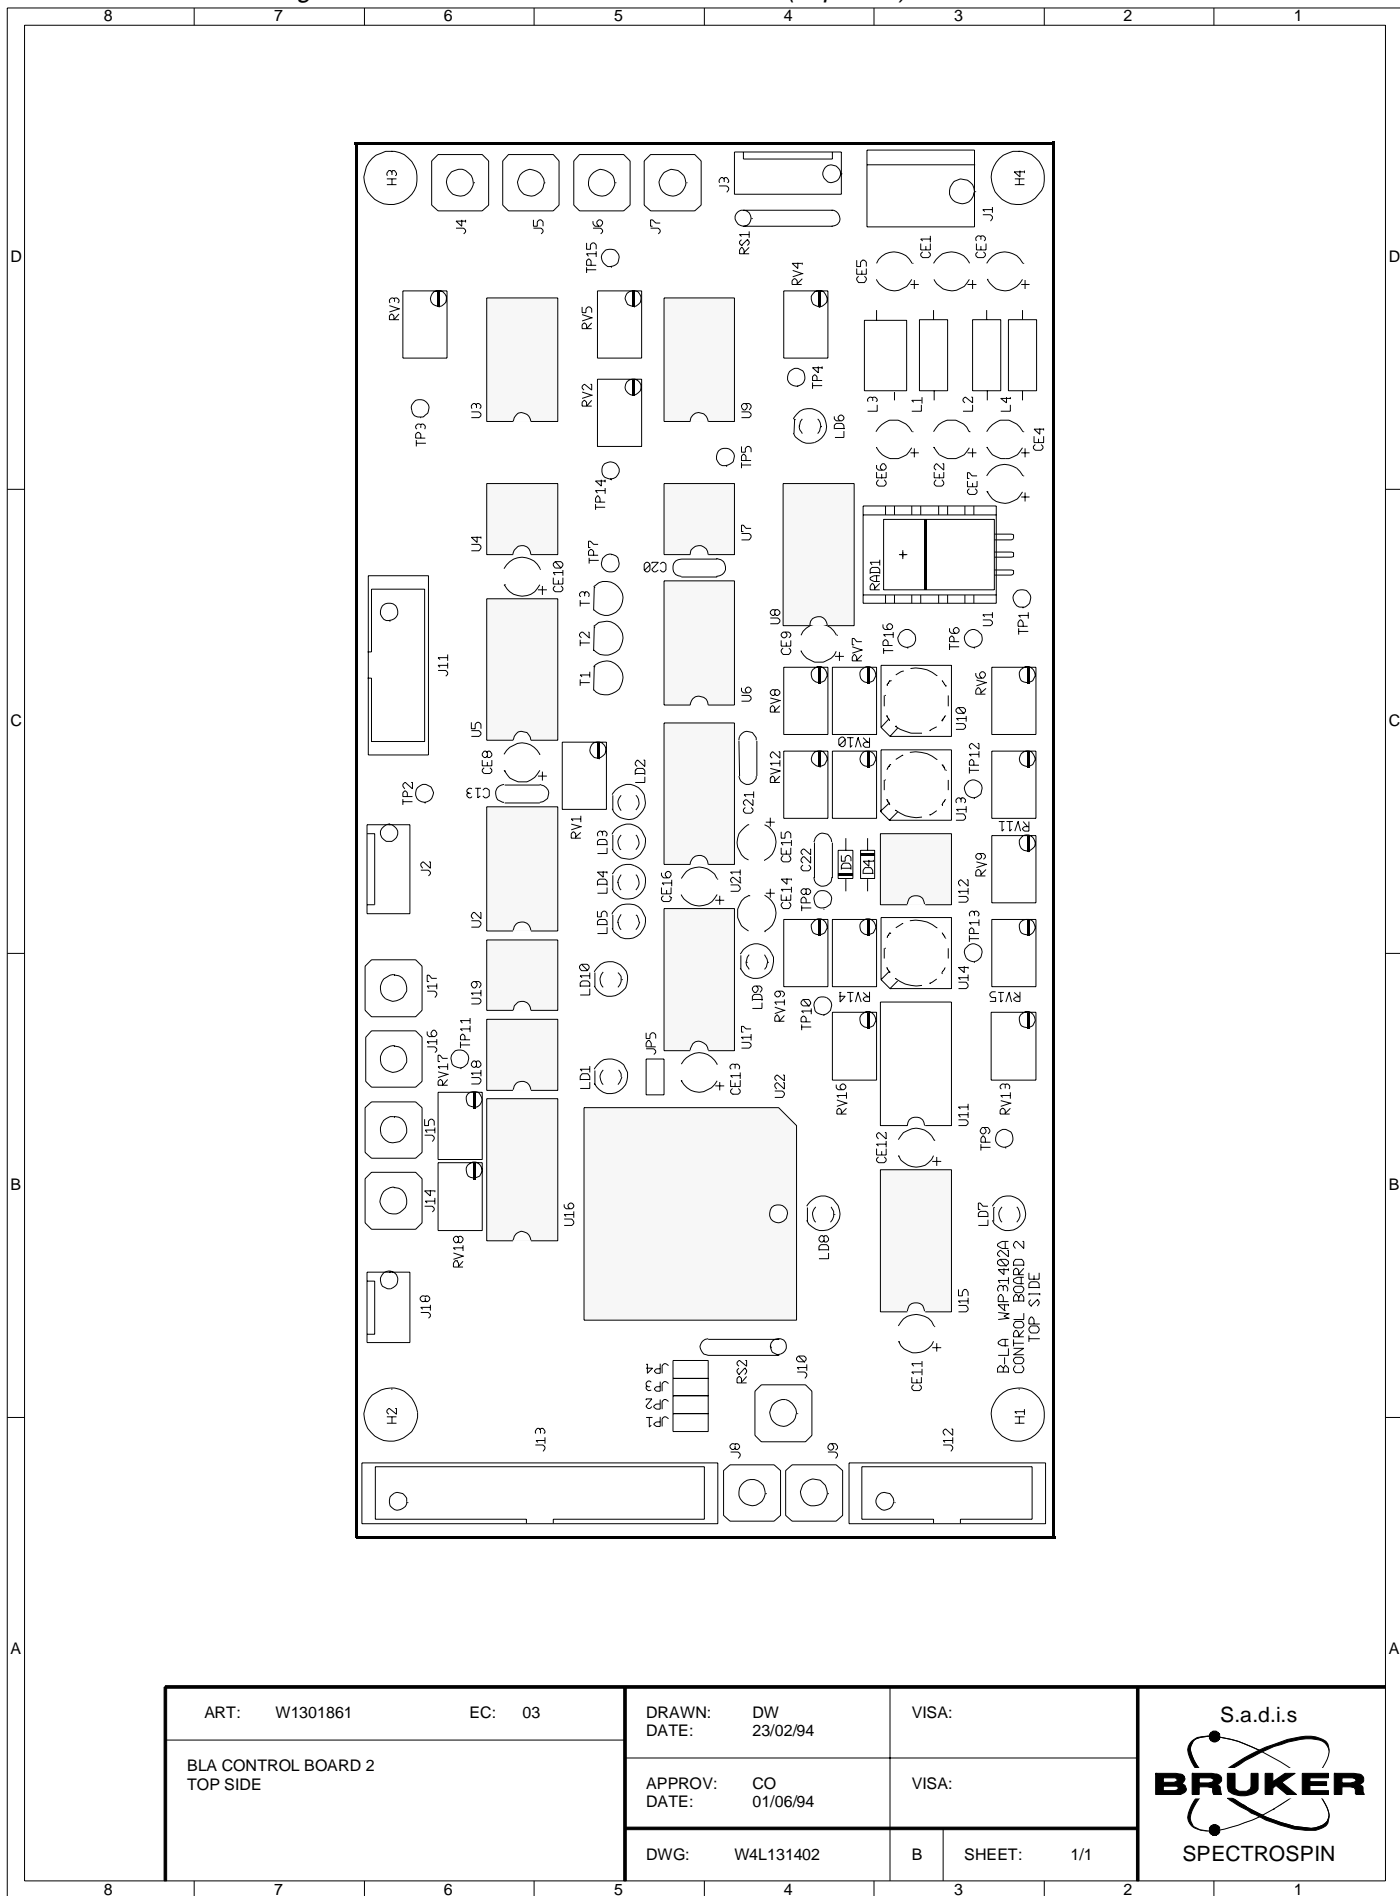 8 7 6 5 4 3 2 1
H3
J4
J5
J6
J7
J3
RS1
J1
H4
D
D
TP15
CE5
CE1
CE3
RV3
RV5
RV4
TP4
U3
RV2
U9
L3
L1
L2
L4
TP3
LD6
CE4
TP14
TP5
CE6
CE2
CE7
U4
TP7
U7
C20
CE10
RAD1
T3
U8
U1
TP1
T2
CE9
RV7
TP16
TP6
J11
T1
U6
RV8
U10
RV6
U5
C
C
CE8
LD2
RV12
RV10
TP12
TP2
C13
C21
U13
RV11
RV1
LD3
CE15
C22
D5
D4
RV9
J2
LD4
CE16
U21
CE14
TP8
U12
U2
LD5
TP13
J17
U19
LD10
LD9
RV19
RV14
U14
RV15
TP10
J16
RV17
TP11
U18
LD1
JP5
U17
CE13
U22
RV16
U11
RV13
J15
CE12
TP9
B
B
J14
RV18
U16
LD8
LD7
J18
U15
B-LA W4P31402A
CONTROL BOARD 2
TOP SIDE
JP4
JP3
JP2
JP1
RS2
J10
CE11
H2
H1
J13
J8
J9
J12
A
A
ART: W1301861 EC: 03
BLA CONTROL BOARD 2
TOP SIDE
DRAWN: DW
DATE: 23/02/94
VISA:
APPROV: CO
DATE: 01/06/94
VISA:
DWG: W4L131402 B SHEET: 1/1
S.a.d.i.s
BRUKER
SPECTROSPIN
8 7 6 5 4 3 2 1